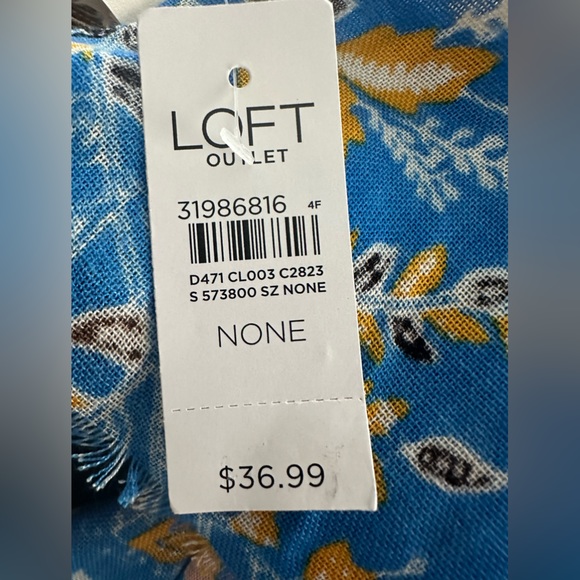 LOFT
OUTLET
31986816 4F
D471 CL003 C2823
S 573800 SZ NONE
NONE
$36.99